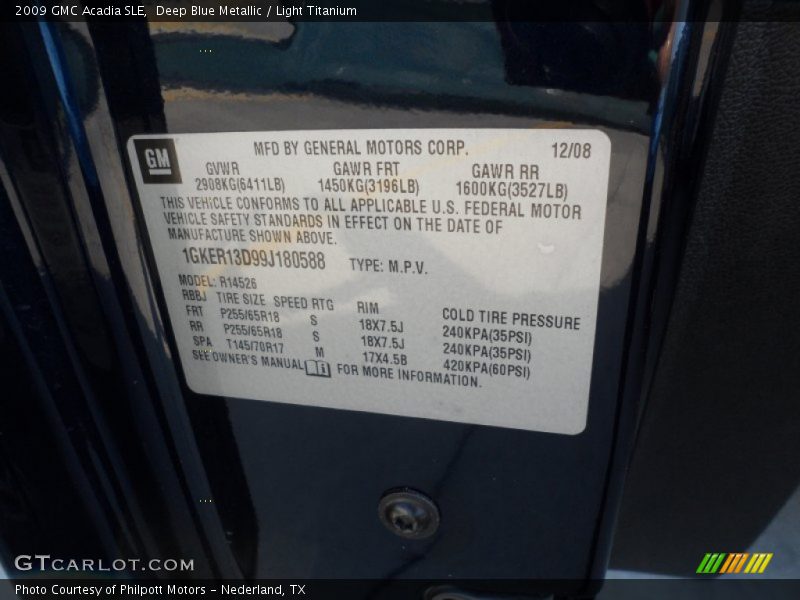 2009 GMC Acadia SLE, Deep Blue Metallic / Light Titanium
GM
MFD BY GENERAL MOTORS CORP. 12/08
GVWR GAWR FRT GAWR RR
2908KG(6411LB) 1450KG(3196LB) 1600KG(3527LB)
THIS VEHICLE CONFORMS TO ALL APPLICABLE U.S. FEDERAL MOTOR
VEHICLE SAFETY STANDARDS IN EFFECT ON THE DATE OF
MANUFACTURE SHOWN ABOVE.
1GKER13D99J180588 TYPE: M.P.V.
MODEL: R14526
RBBJ TIRE SIZE SPEED RTG RIM COLD TIRE PRESSURE
FRT P255/65R18 S 18X7.5J 240KPA(35PSI)
RR P255/65R18 S 18X7.5J 240KPA(35PSI)
SPA T145/70R17 M 17X4.5B 420KPA(60PSI)
SEE OWNER'S MANUAL FOR MORE INFORMATION.
GTCARLOT.COM
Photo Courtesy of Philpott Motors - Nederland, TX